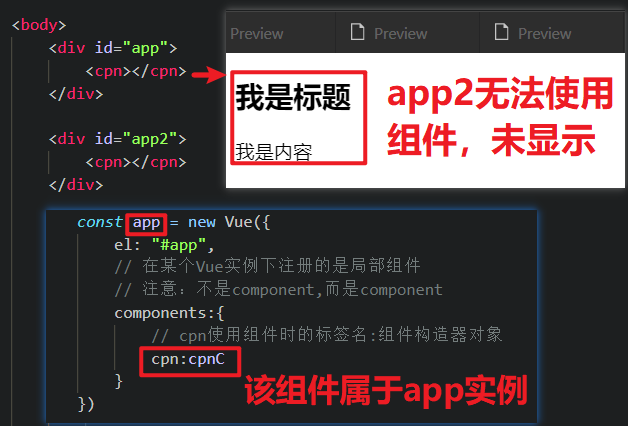 <body>
<div id="app">
<cpn></cpn>
</div>
<div id="app2">
<cpn></cpn>
</div>
Preview
Preview
Preview
我是标题
我是内容
app2无法使用
组件，未显示
const app = new Vue({
el: "#app",
// 在某个Vue实例下注册的是局部组件
// 注意：不是component,而是component
components:{
// cpn使用组件时的标签名:组件构造器对象
cpn:cpnC
}
})
该组件属于app实例